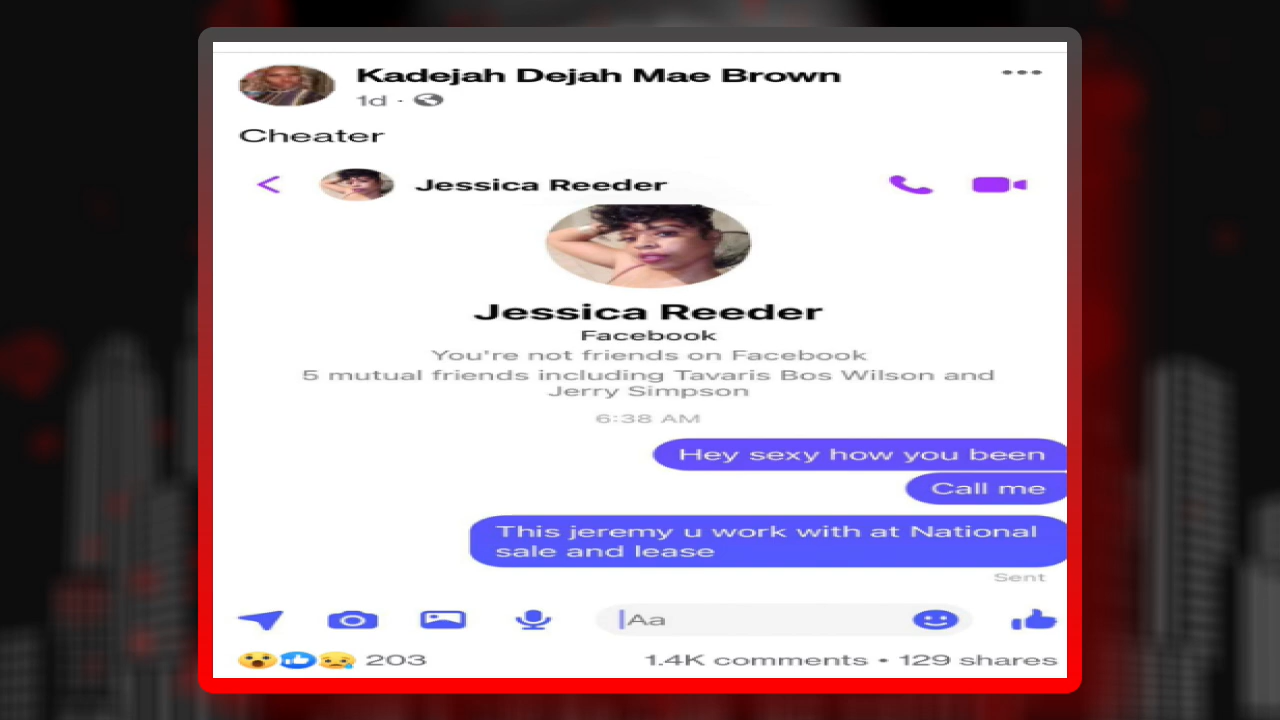 Kadejah Dejah Mae Brown
1d ·
Cheater
Jessica Reeder
Jessica Reeder
Facebook
You're not friends on Facebook
5 mutual friends including Tavaris Bos Wilson and
Jerry Simpson
6:38 AM
Hey sexy how you been
Call me
This jeremy u work with at National
sale and lease
Sent
Aa
203 1.4K comments • 129 shares